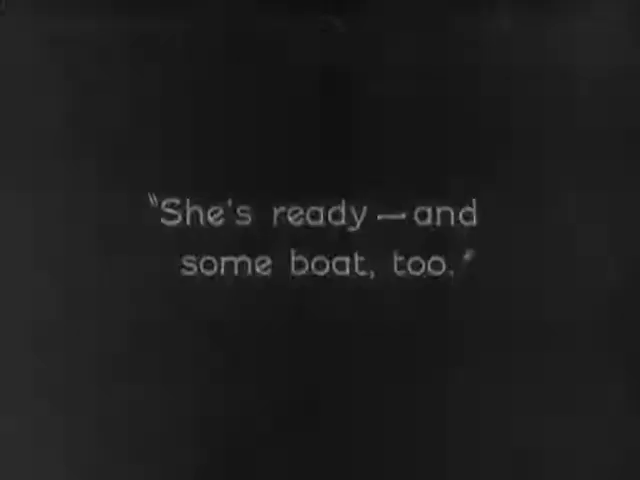 "She's ready — and
some boat, too."